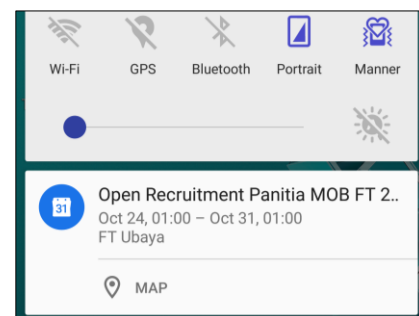 Wi-Fi GPS Bluetooth Portrait Manner
31
Open Recruitment Panitia MOB FT 2..
Oct 24, 01:00 – Oct 31, 01:00
FT Ubaya
MAP